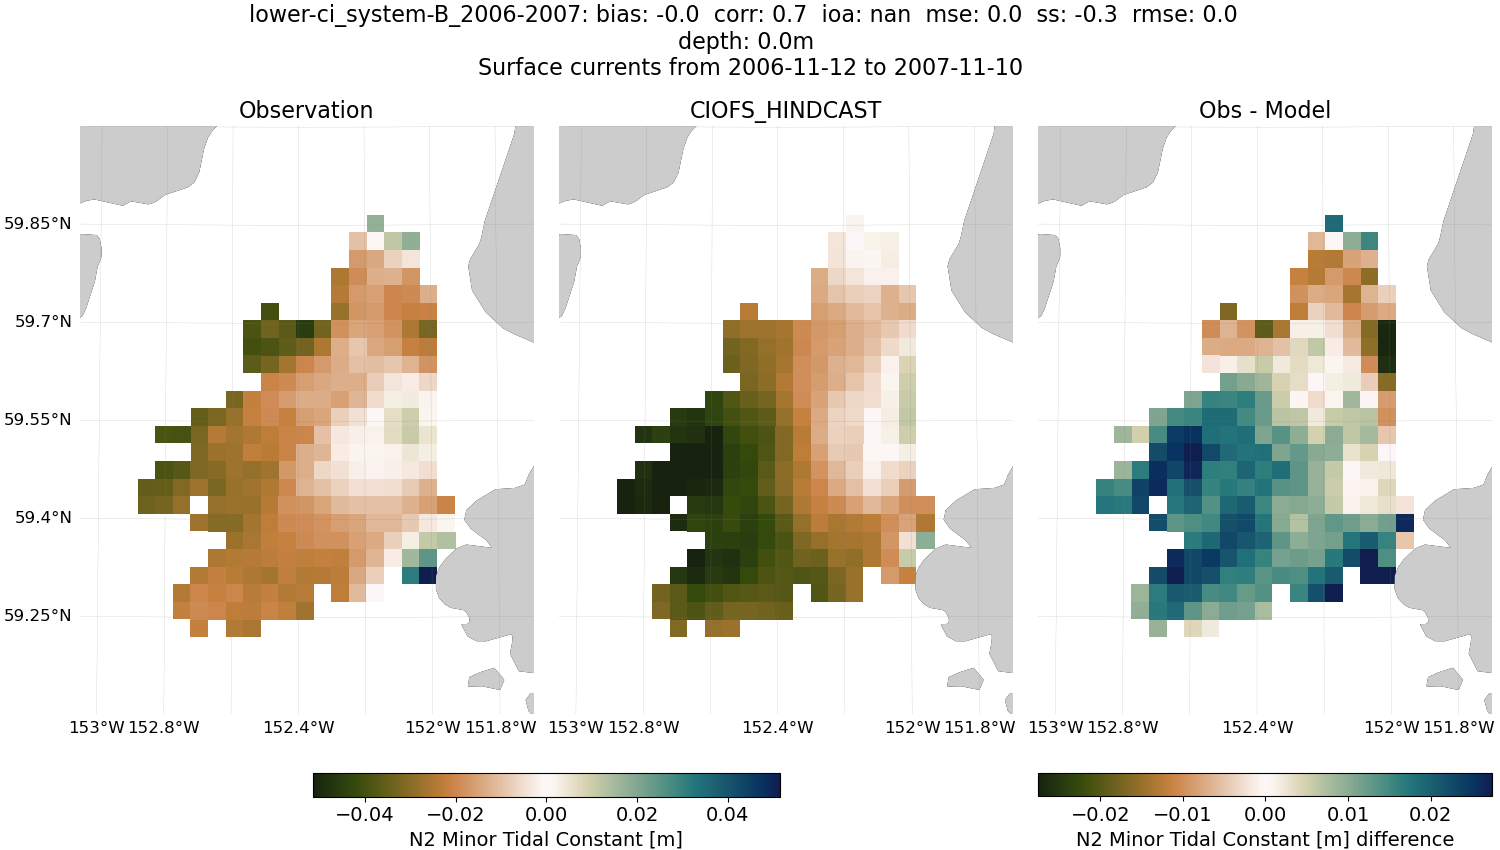 lower-ci_system-B_2006-2007: bias: -0.0  corr: 0.7  ioa: nan  mse: 0.0  ss: -0.3  rmse: 0.0
depth: 0.0m
Surface currents from 2006-11-12 to 2007-11-10
Observation
CIOFS_HINDCAST
Obs - Model
59.85°N
59.7°N
59.55°N
59.4°N
59.25°N
153°W 152.8°W 152.4°W 152°W 151.8°W
153°W 152.8°W 152.4°W 152°W 151.8°W
153°W 152.8°W 152.4°W 152°W 151.8°W
−0.04 −0.02 0.00 0.02 0.04
N2 Minor Tidal Constant [m]
−0.02 −0.01 0.00 0.01 0.02
N2 Minor Tidal Constant [m] difference